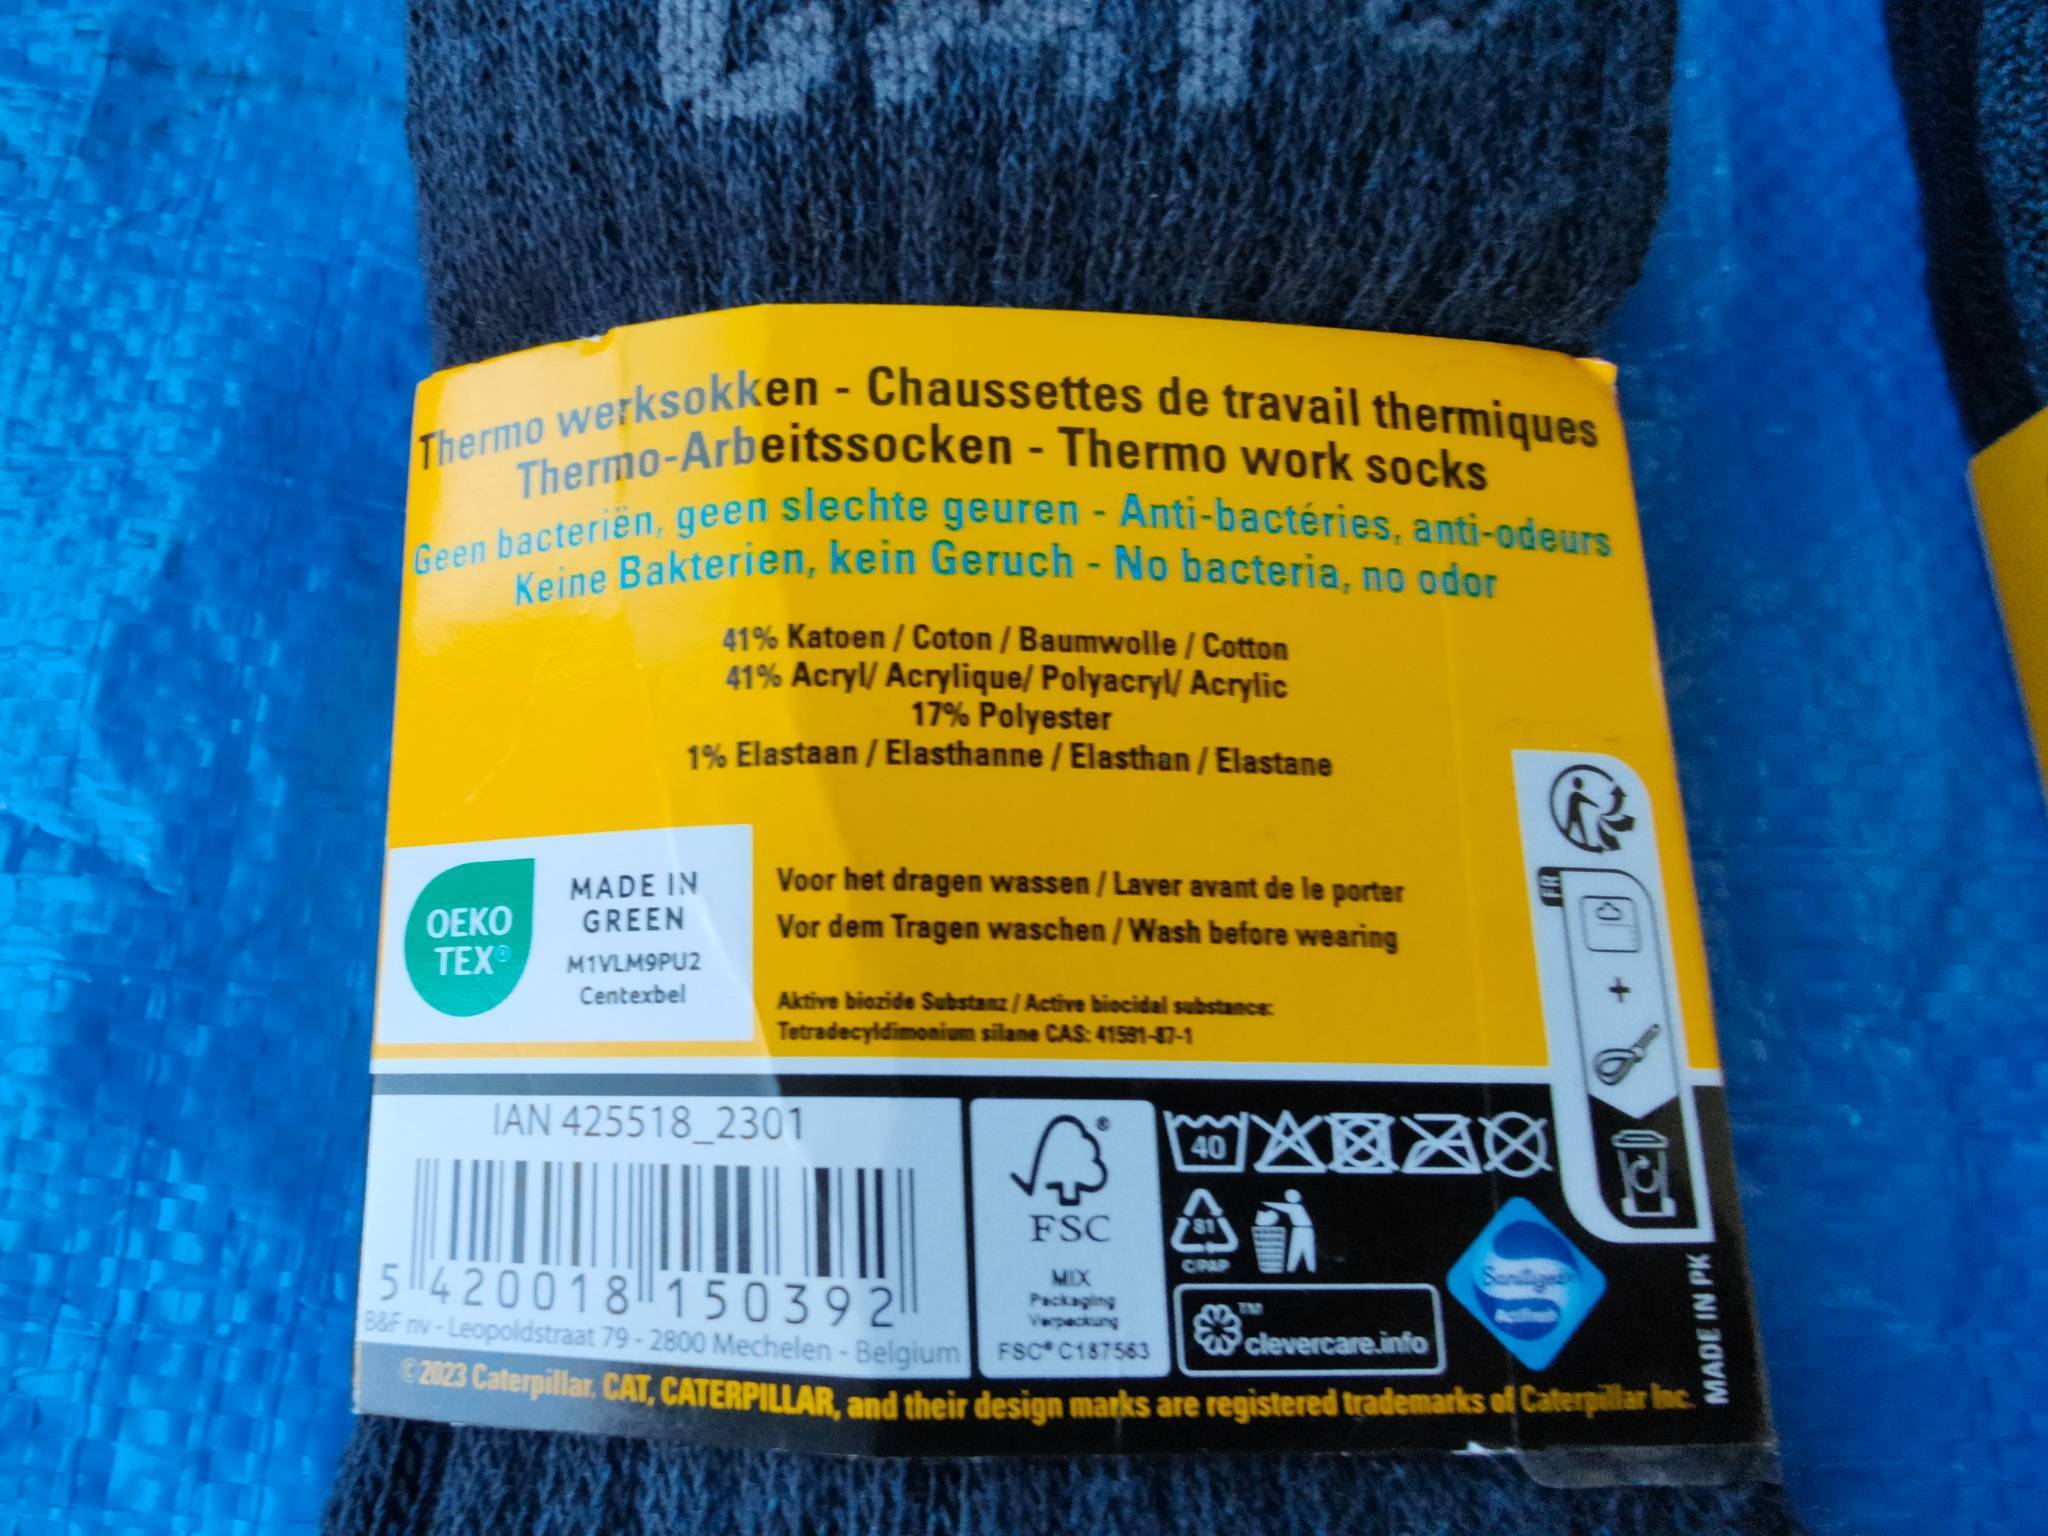 Thermo werksokken - Chaussettes de travail thermiques
Thermo-Arbeitssocken - Thermo work socks
Geen bacteriën, geen slechte geuren - Anti-bactéries, anti-odeurs
Keine Bakterien, kein Geruch - No bacteria, no odor
41% Katoen / Coton / Baumwolle / Cotton
41% Acryl/ Acrylique/ Polyacryl/ Acrylic
17% Polyester
1% Elastaan / Elasthanne / Elasthan / Elastane
OEKO
TEX®
MADE IN
GREEN
M1VLM9PU2
Centexbel
Voor het dragen wassen / Laver avant de le porter
Vor dem Tragen waschen / Wash before wearing
Aktive biozide Substanz / Active biocidal substance:
Tetradecyldimonium silane CAS: 41591-87-1
FR
+
IAN 425518_2301
5 420018 150392
B&F nv - Leopoldstraat 79 - 2800 Mechelen - Belgium
®
FSC
MIX
Packaging
Verpackung
FSC® C187563
40
81
C/PAP
™
clevercare.info
Sanitized
MADE IN PK
©2023 Caterpillar. CAT, CATERPILLAR, and their design marks are registered trademarks of Caterpillar Inc.